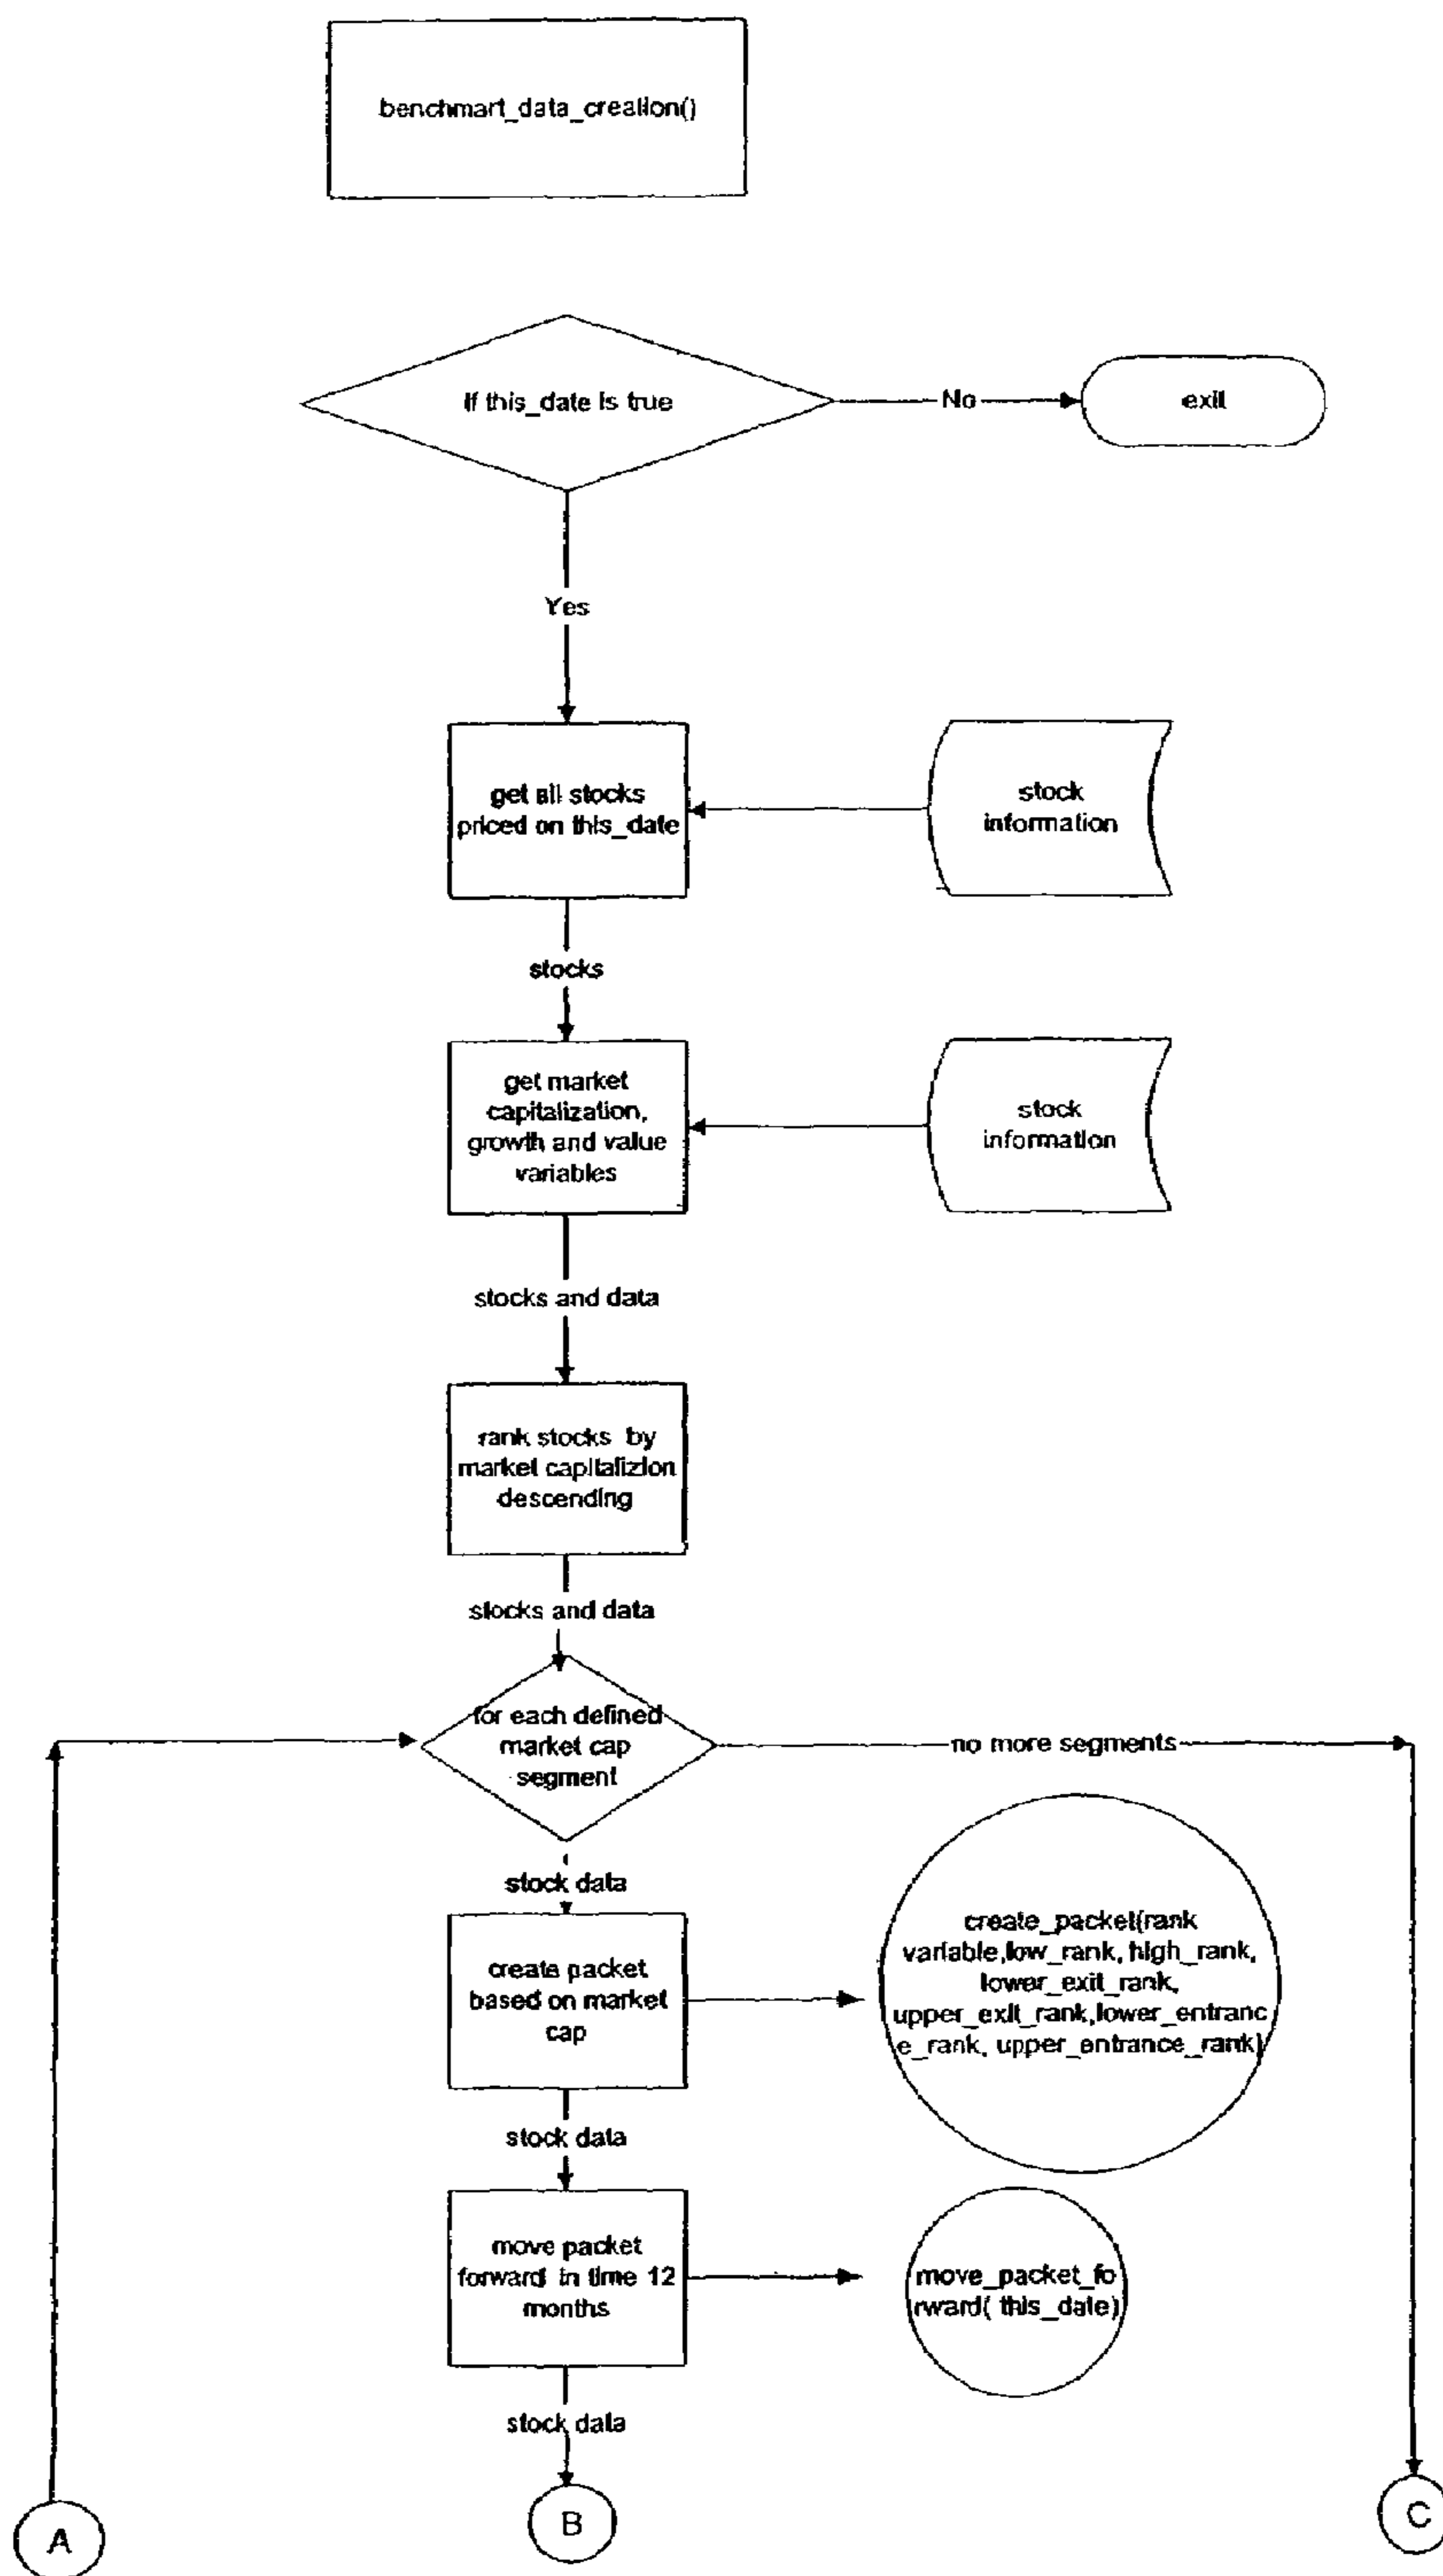 benchmart_data_creation()
If this_date is true
No
exit
Yes
get all stocks
priced on this_date
stock
information
stocks
get market
capitalization,
growth and value
variables
stock
information
stocks and data
rank stocks by
market capitalizion
descending
stocks and data
for each defined
market cap
segment
no more segments
stock data
create packet
based on market
cap
create_packet(rank
variable,low_rank, high_rank,
lower_exit_rank,
upper_exit_rank,lower_entranc
e_rank, upper_entrance_rank)
stock data
move packet
forward in time 12
months
move_packet_fo
rward( this_date)
stock data
A
B
C